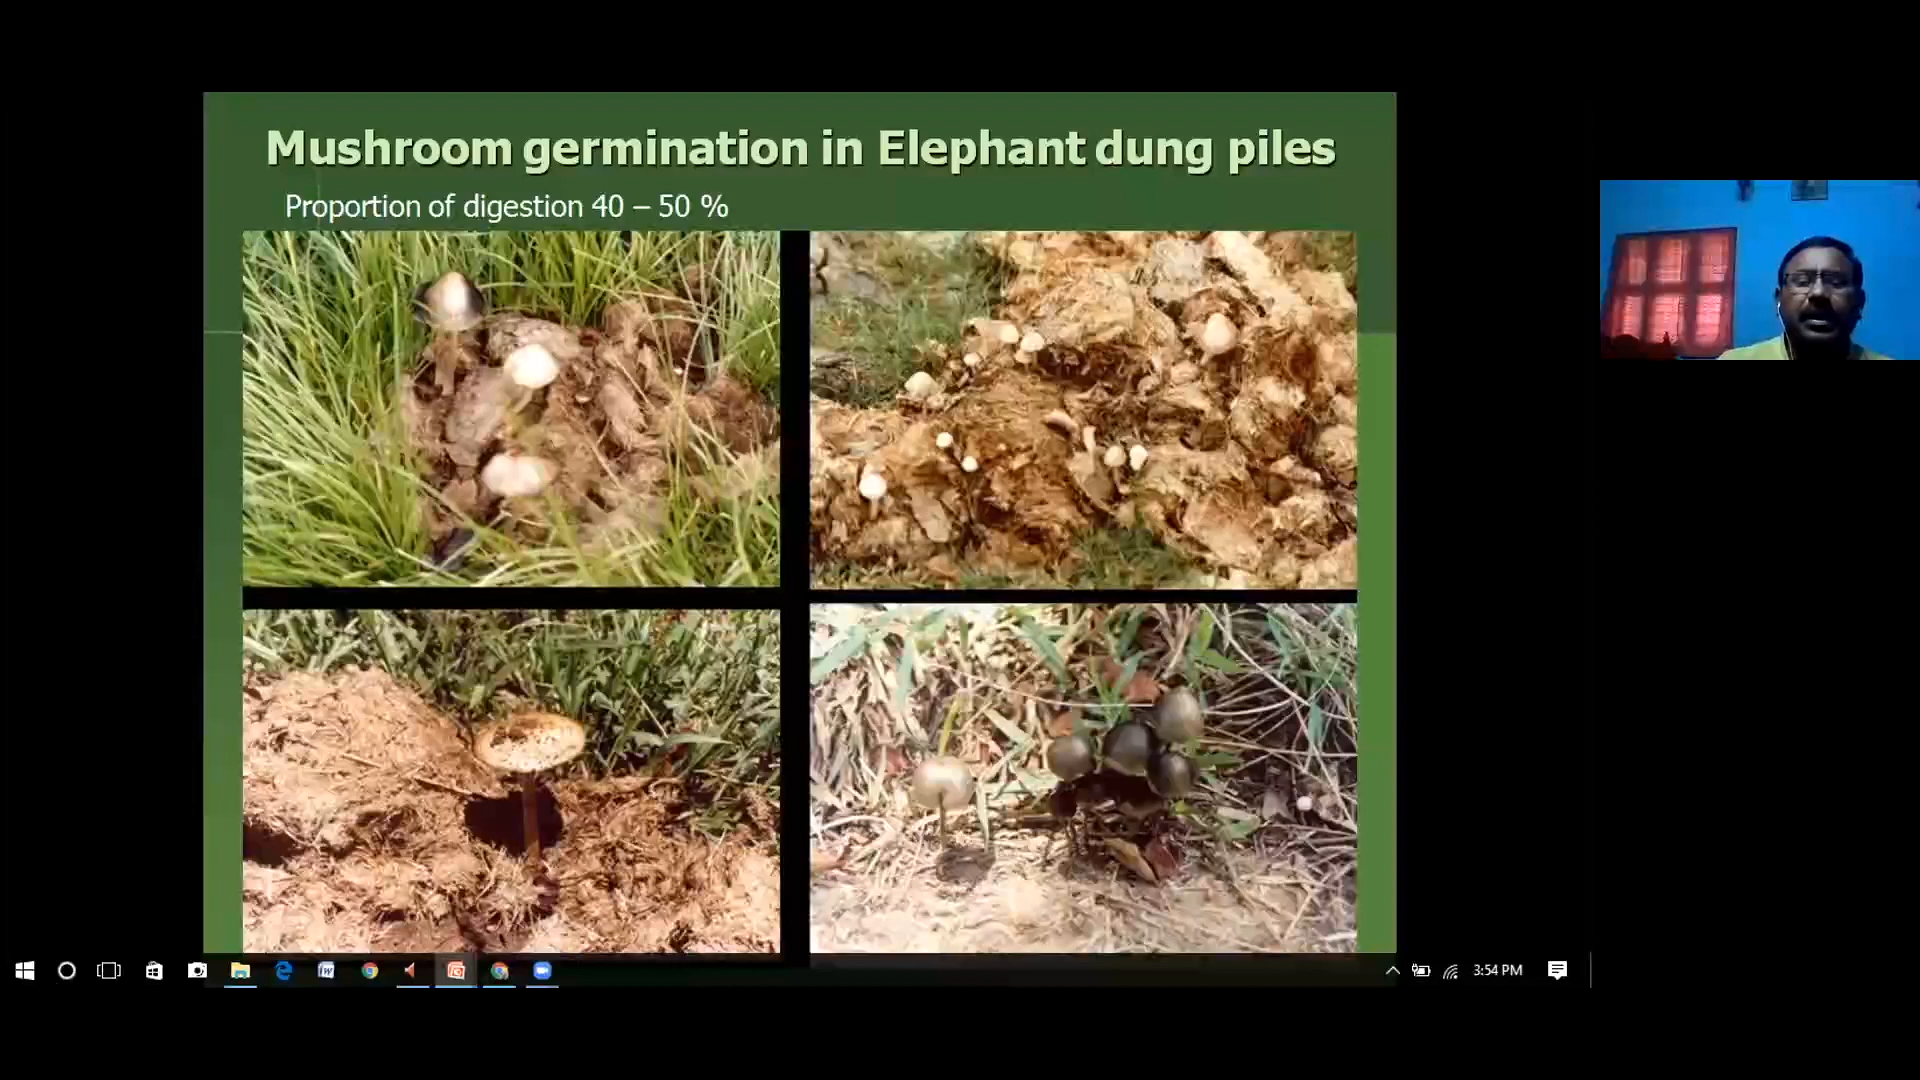 Mushroom germination in Elephant dung piles
Proportion of digestion 40 – 50 %
3:54 PM